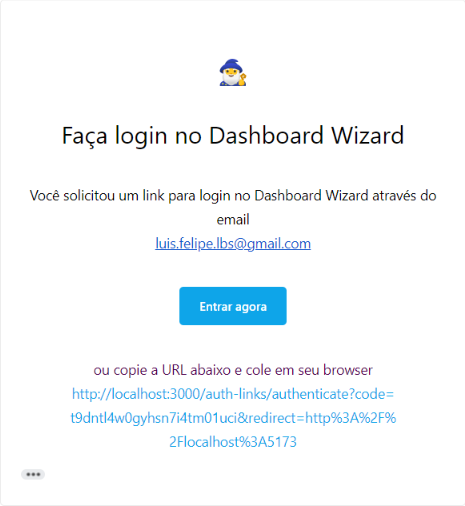 Faça login no Dashboard Wizard
Você solicitou um link para login no Dashboard Wizard através do
email
luis.felipe.lbs@gmail.com
Entrar agora
ou copie a URL abaixo e cole em seu browser
http://localhost:3000/auth-links/authenticate?code=
t9dntl4w0gyhsn7i4tm01uci&redirect=http%3A%2F%
2Flocalhost%3A5173